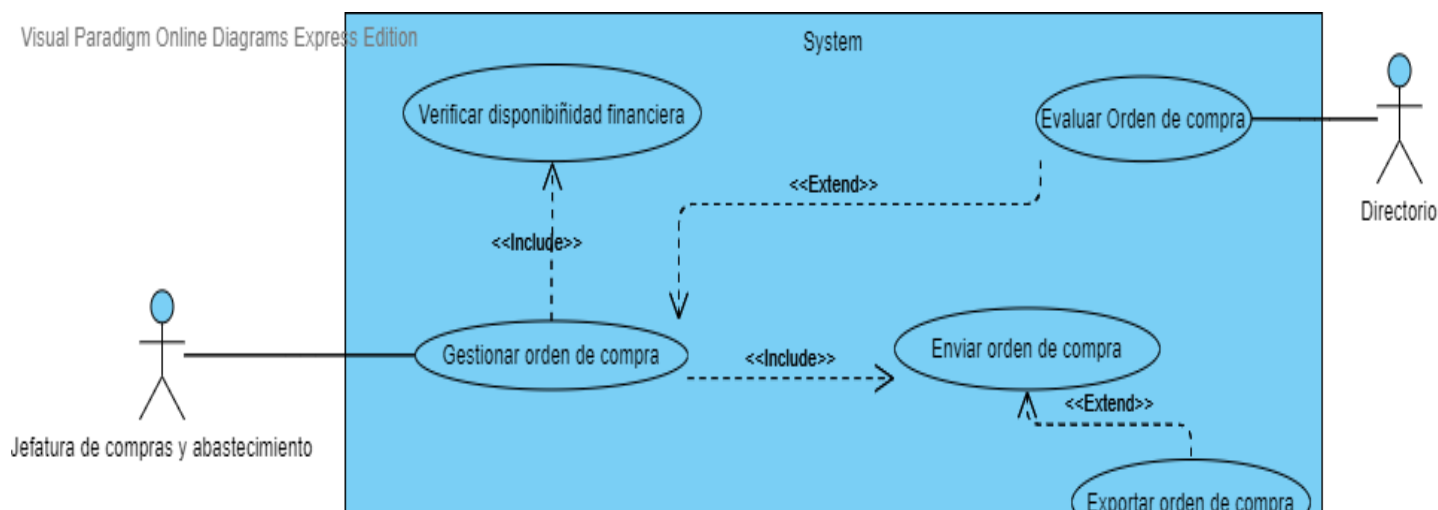 Visual Paradigm Online Diagrams Express Edition
System
Verificar disponibiñidad financiera
Evaluar Orden de compra
<<Extend>>
Directorio
<<Include>>
Gestionar orden de compra
<<Include>>
Enviar orden de compra
<<Extend>>
Jefatura de compras y abastecimiento
Exportar orden de compra